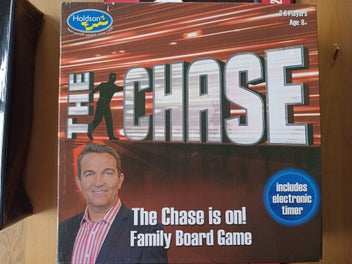 Holdson
2-6 Players
Age: 8+
THE CHASE
The Chase is on!
Family Board Game
includes
electronic
timer